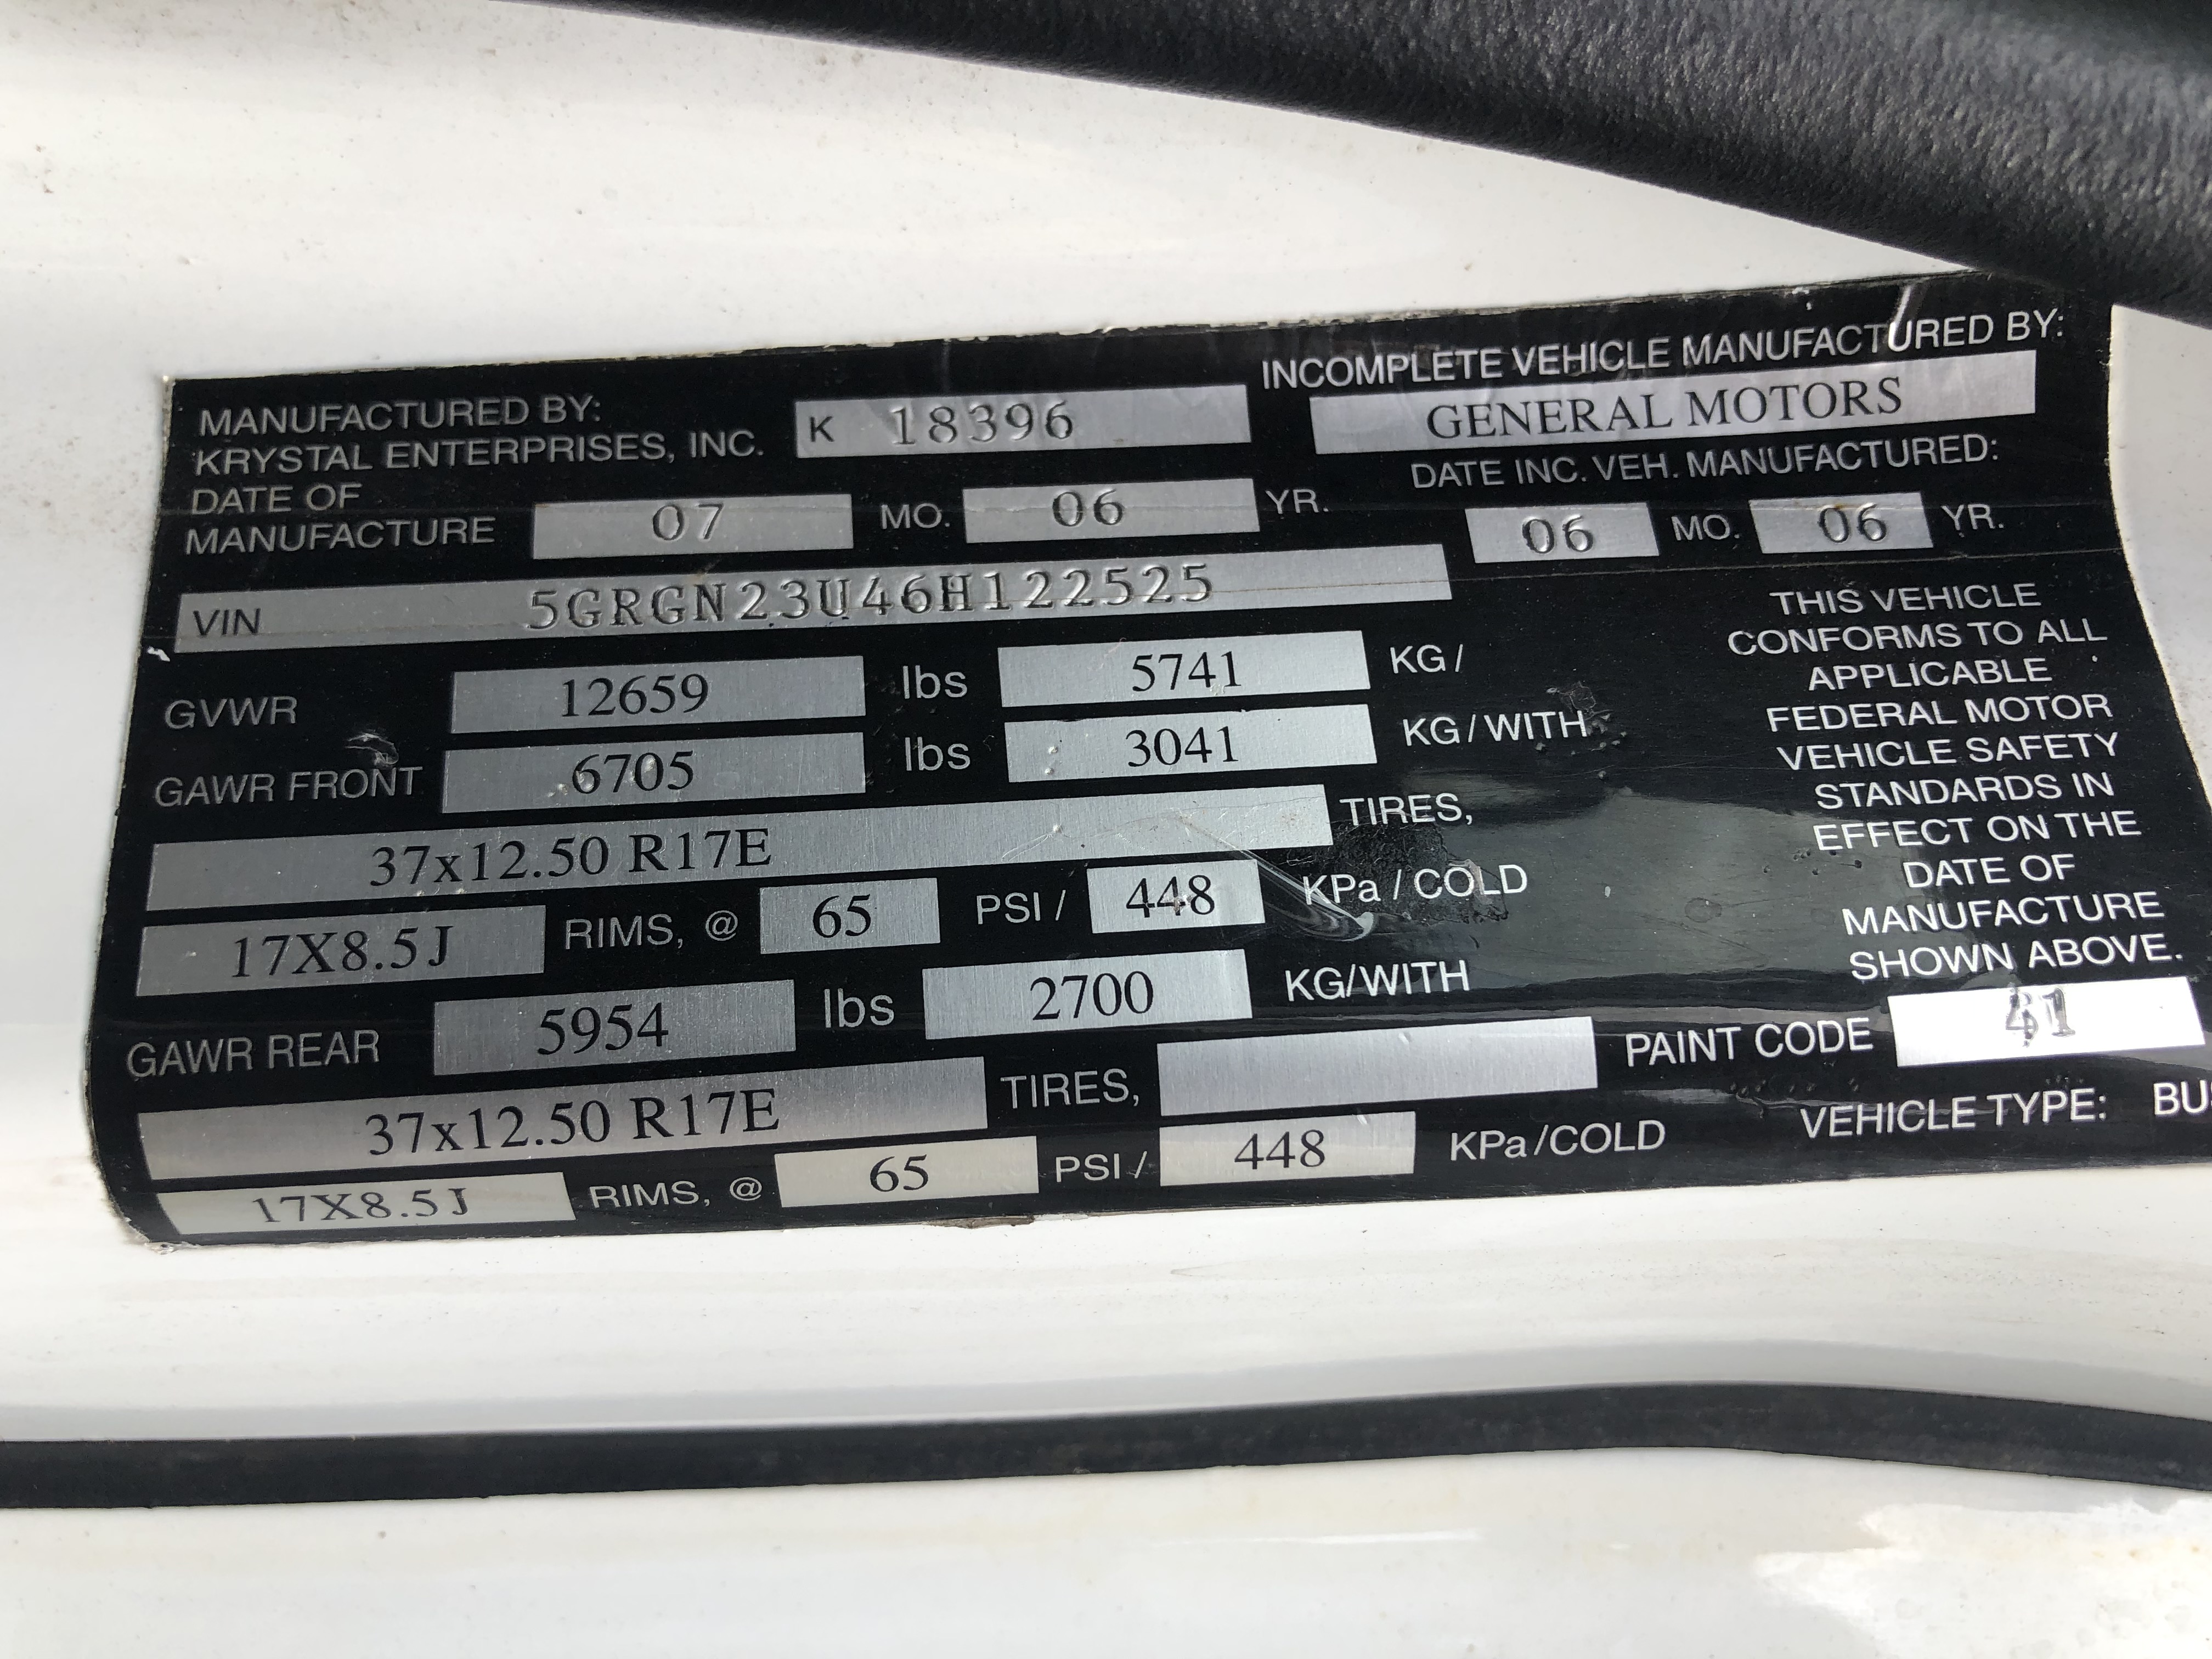 MANUFACTURED BY:
KRYSTAL ENTERPRISES, INC. K 18396
INCOMPLETE VEHICLE MANUFACTURED BY:
GENERAL MOTORS
DATE OF
MANUFACTURE 07 MO. 06 YR.
DATE INC. VEH. MANUFACTURED:
06 MO. 06 YR.
VIN 5GRGN23U46H122525
GVWR 12659 lbs 5741 KG/
GAWR FRONT 6705 lbs 3041 KG/WITH
37x12.50 R17E TIRES,
17X8.5J RIMS, @ 65 PSI/ 448 KPa/COLD
GAWR REAR 5954 lbs 2700 KG/WITH
37x12.50 R17E TIRES,
17X8.5J RIMS, @ 65 PSI/ 448 KPa/COLD
THIS VEHICLE
CONFORMS TO ALL
APPLICABLE
FEDERAL MOTOR
VEHICLE SAFETY
STANDARDS IN
EFFECT ON THE
DATE OF
MANUFACTURE
SHOWN ABOVE.
PAINT CODE
VEHICLE TYPE: